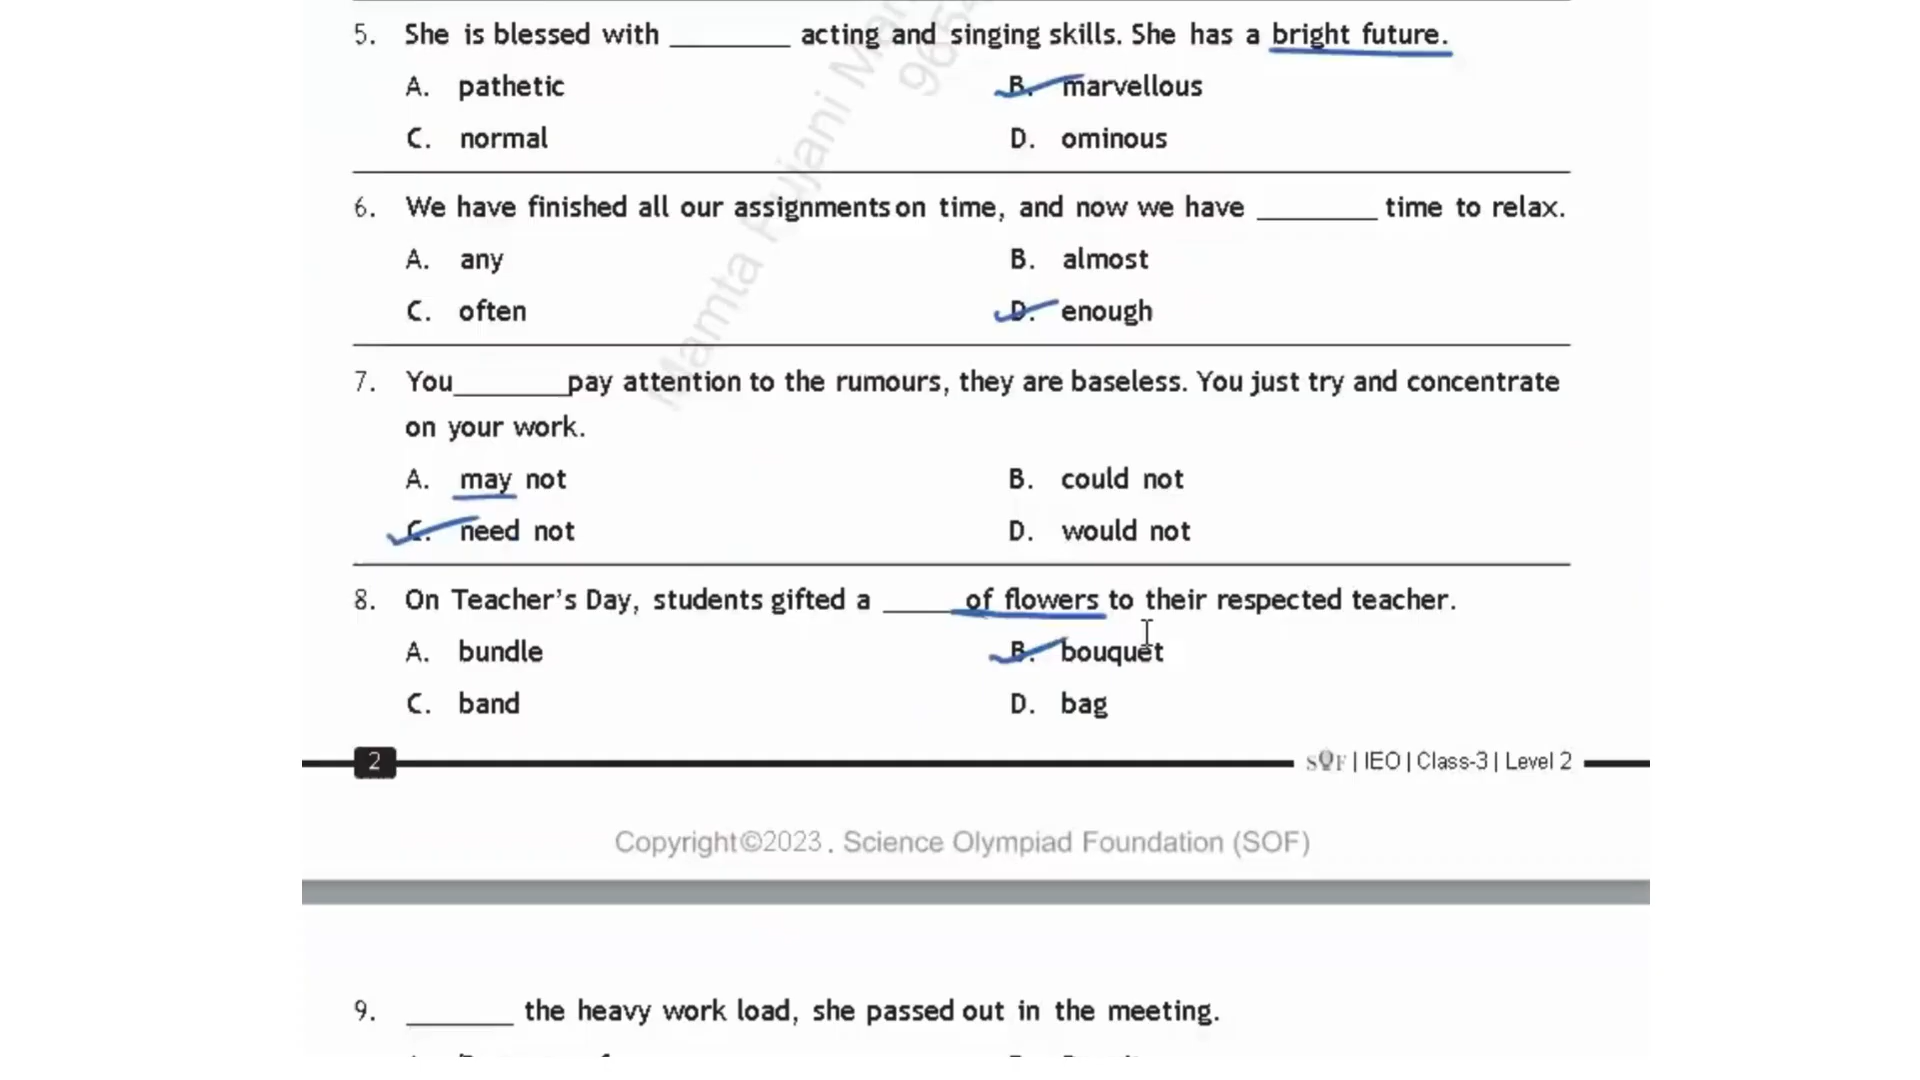 5. She is blessed with ________ acting and singing skills. She has a bright future.
A. pathetic B. marvellous
C. normal D. ominous
6. We have finished all our assignments on time, and now we have ________ time to relax.
A. any B. almost
C. often D. enough
7. You________pay attention to the rumours, they are baseless. You just try and concentrate
on your work.
A. may not B. could not
C. need not D. would not
8. On Teacher's Day, students gifted a _____ of flowers to their respected teacher.
A. bundle B. bouquet
C. band D. bag
2 SOF | IEO | Class-3 | Level 2
Copyright©2023. Science Olympiad Foundation (SOF)
9. _______ the heavy work load, she passed out in the meeting.
Mamta